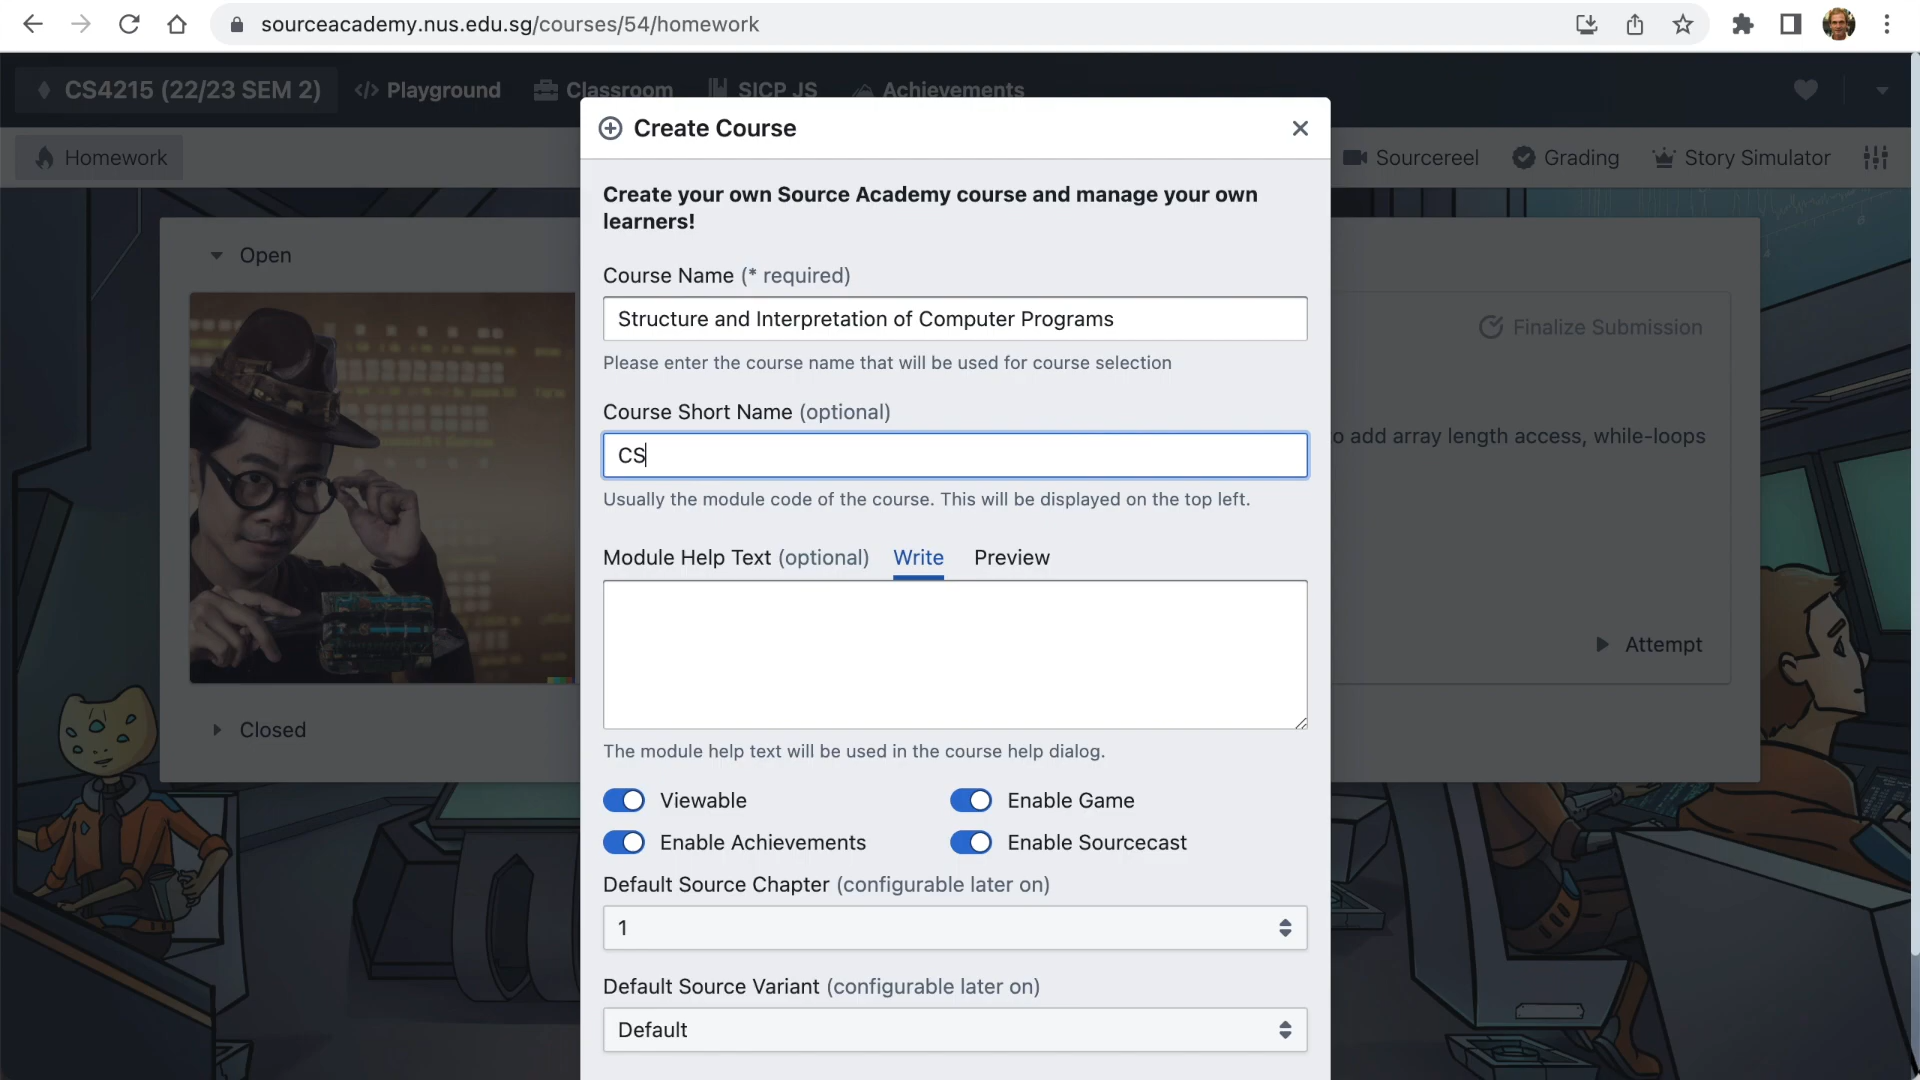 sourceacademy.nus.edu.sg/courses/54/homework
CS4215 (22/23 SEM 2) </> Playground Classroom SICP JS Achievements
Create Course
Homework
Sourcereel Grading Story Simulator
Create your own Source Academy course and manage your own
learners!
Open
Course Name (* required)
Structure and Interpretation of Computer Programs
Finalize Submission
Please enter the course name that will be used for course selection
Course Short Name (optional)
o add array length access, while-loops
CS
Usually the module code of the course. This will be displayed on the top left.
Module Help Text (optional) Write Preview
Attempt
Closed
The module help text will be used in the course help dialog.
Viewable Enable Game
Enable Achievements Enable Sourcecast
Default Source Chapter (configurable later on)
1
Default Source Variant (configurable later on)
Default